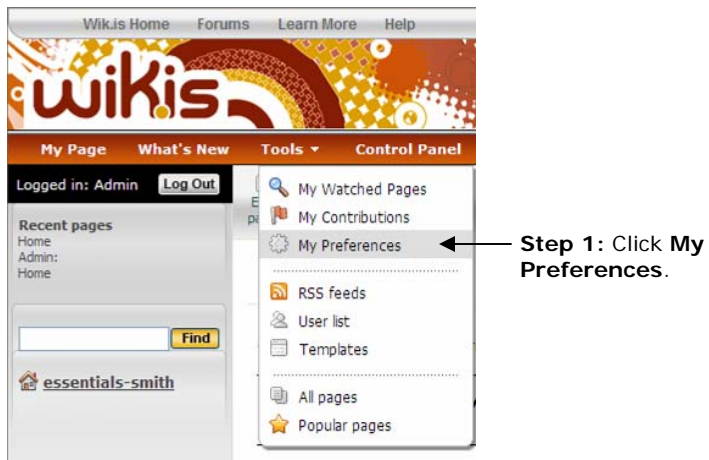 Wik.is Home Forums Learn More Help
wik.is
My Page What's New Tools Control Panel
Logged in: Admin Log Out
Recent pages
Home
Admin:
Home
Find
essentials-smith
My Watched Pages
My Contributions
My Preferences
RSS feeds
User list
Templates
All pages
Popular pages
Step 1: Click My
Preferences.